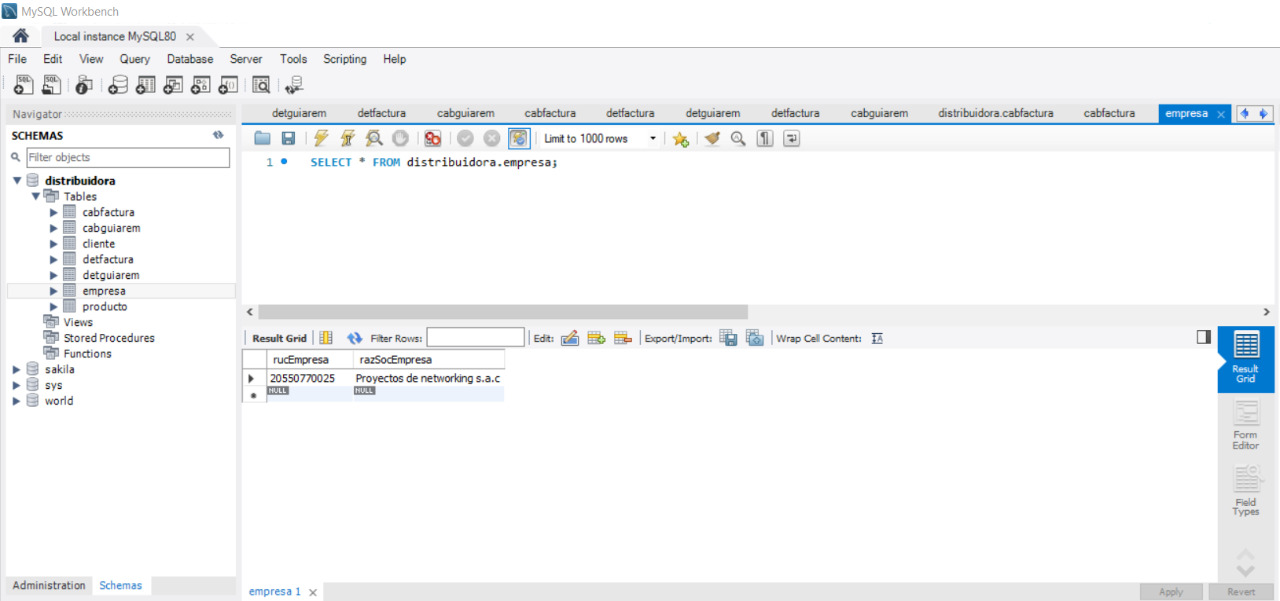 MySQL Workbench
Local instance MySQL80
File Edit View Query Database Server Tools Scripting Help
Navigator
SCHEMAS
Filter objects
distribuidora
Tables
cabfactura
cabguiarem
cliente
detfactura
detguiarem
empresa
producto
Views
Stored Procedures
Functions
sakila
sys
world
Administration Schemas
detguiarem detfactura cabguiarem cabfactura detfactura detguiarem detfactura cabguiarem distribuidora.cabfactura cabfactura empresa
Limit to 1000 rows
1 SELECT * FROM distribuidora.empresa;
Result Grid Filter Rows: Edit: Export/Import: Wrap Cell Content:
rucEmpresa razSocEmpresa
20550770025 Proyectos de networking s.a.c
NULL NULL
Result
Grid
Form
Editor
Field
Types
empresa 1
Apply Revert